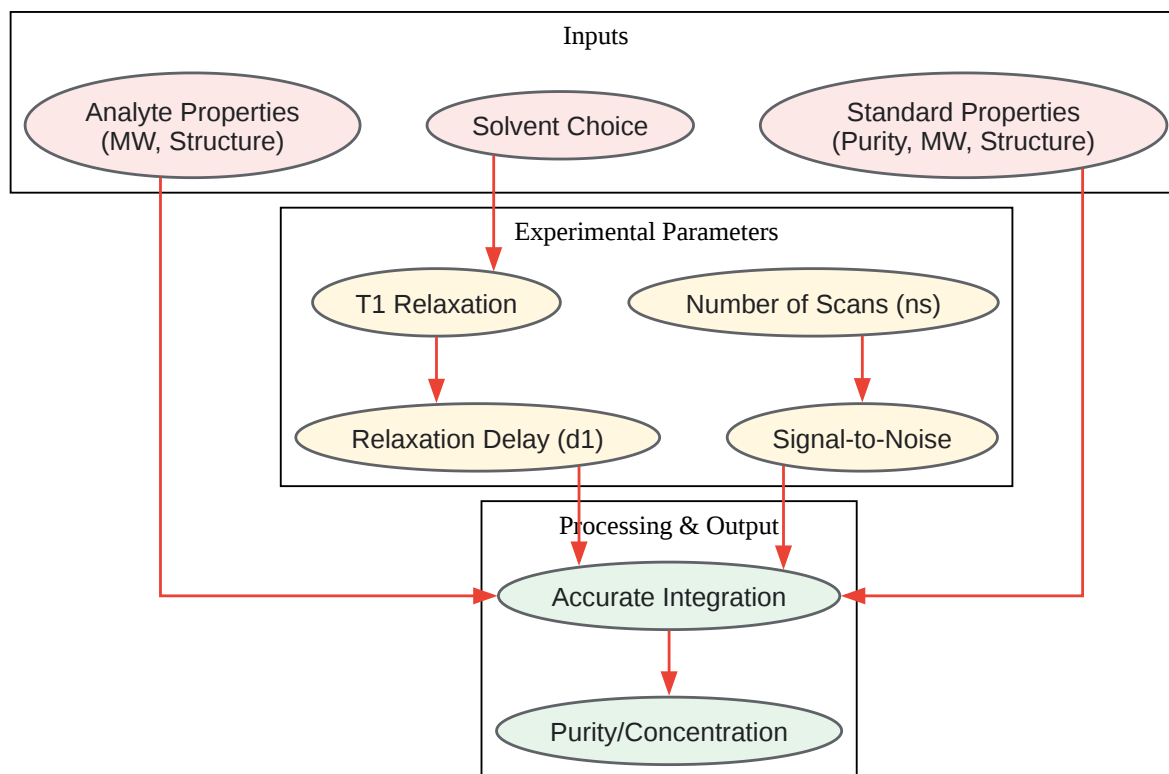 Inputs
Analyte Properties
(MW, Structure)
Solvent Choice
Standard Properties
(Purity, MW, Structure)
Experimental Parameters
T1 Relaxation
Number of Scans (ns)
Relaxation Delay (d1)
Signal-to-Noise
Processing & Output
Accurate Integration
Purity/Concentration